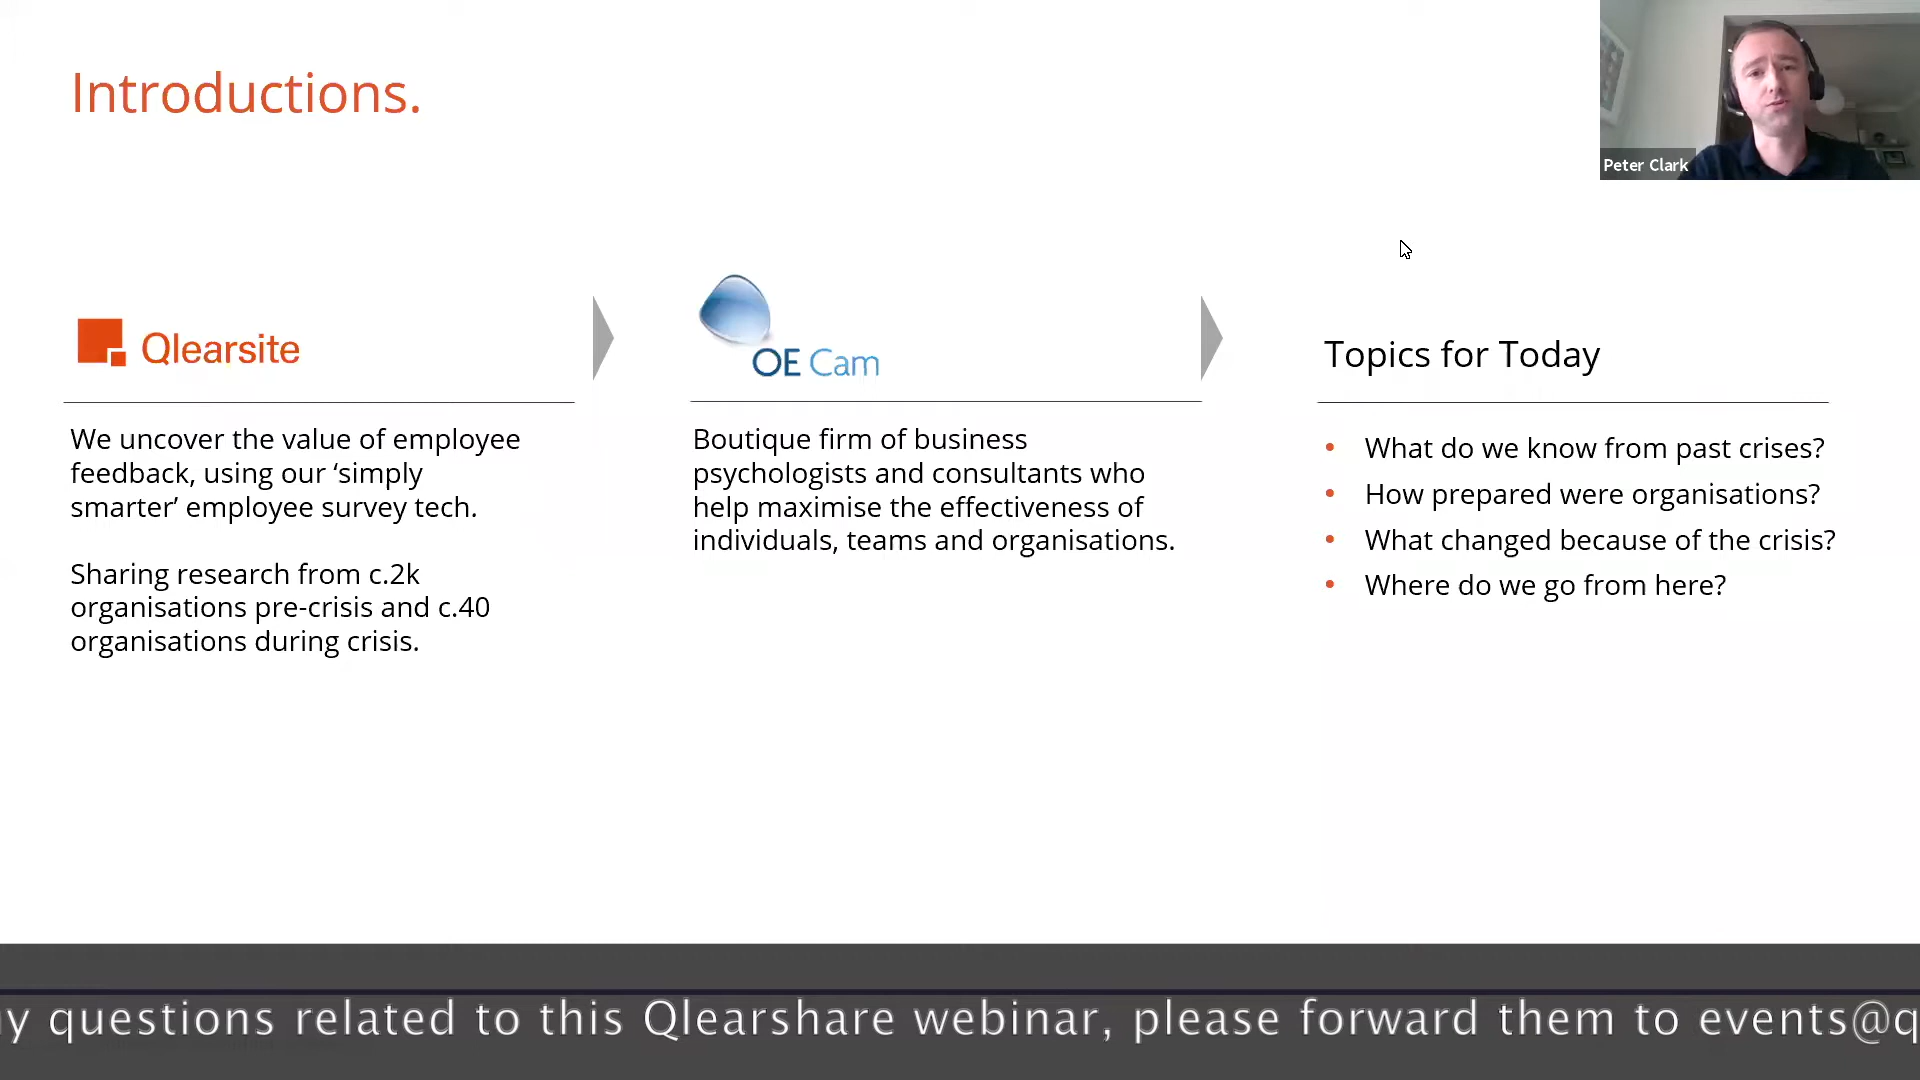 Introductions.
Peter Clark
Qlearsite
We uncover the value of employee
feedback, using our ‘simply
smarter’ employee survey tech.
Sharing research from c.2k
organisations pre-crisis and c.40
organisations during crisis.
OE Cam
Boutique firm of business
psychologists and consultants who
help maximise the effectiveness of
individuals, teams and organisations.
Topics for Today
• What do we know from past crises?
• How prepared were organisations?
• What changed because of the crisis?
• Where do we go from here?
y questions related to this Qlearshare webinar, please forward them to events@q